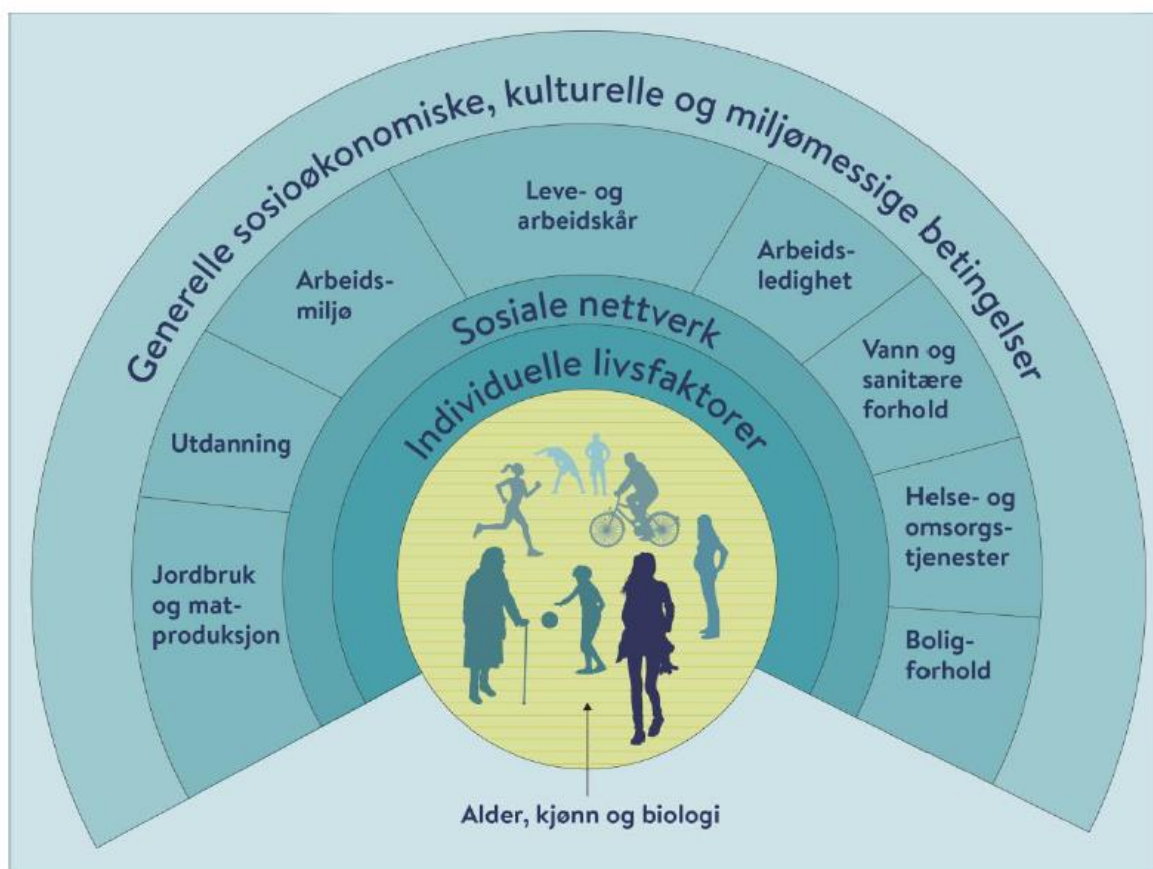 Generelle sosioøkonomiske, kulturelle og miljømessige betingelser
Leve- og
arbeidskår
Arbeids-
miljø
Arbeids-
ledighet
Utdanning
Vann og
sanitære
forhold
Jordbruk
og mat-
produksjon
Helse- og
omsorgs-
tjenester
Bolig-
forhold
Sosiale nettverk
Individuelle livsfaktorer
Alder, kjønn og biologi